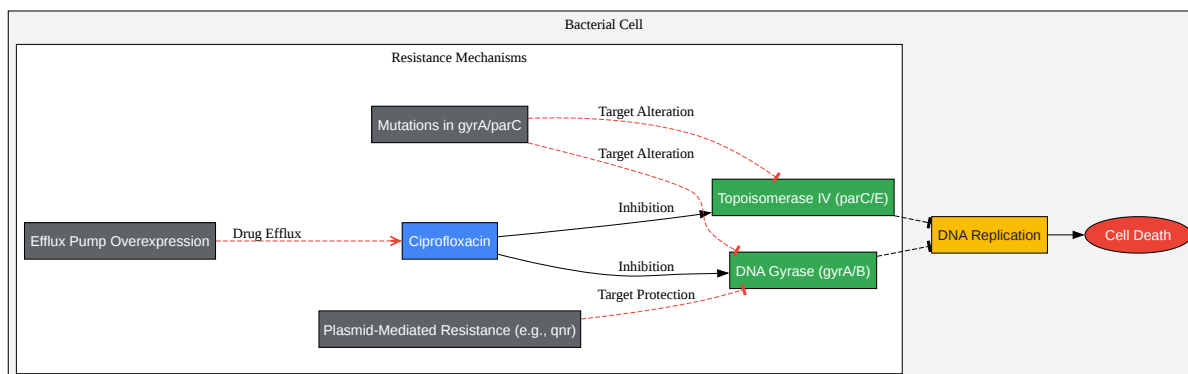 Bacterial Cell
Resistance Mechanisms
Target Alteration
Mutations in gyrA/parC
Target Alteration
Topoisomerase IV (parC/E)
Inhibition
Efflux Pump Overexpression
Drug Efflux
Ciprofloxacin
DNA Replication
Cell Death
Inhibition
DNA Gyrase (gyrA/B)
Target Protection
Plasmid-Mediated Resistance (e.g., qnr)